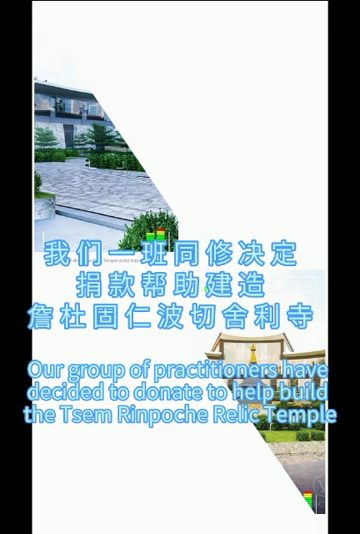 我们一班同修决定
捐款帮助建造
詹杜固仁波切舍利寺
Our group of practitioners have
decided to donate to help build
the Tsem Rinpoche Relic Temple